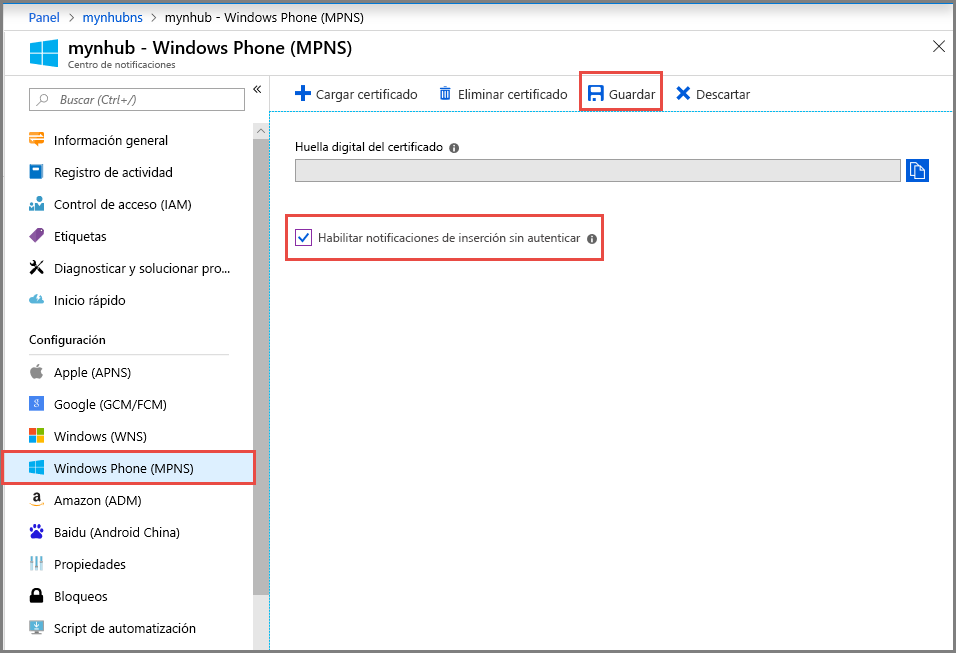 Panel > mynhubns > mynhub - Windows Phone (MPNS)
mynhub - Windows Phone (MPNS)
Centro de notificaciones
Buscar (Ctrl+/)
«
Información general
Registro de actividad
Control de acceso (IAM)
Etiquetas
Diagnosticar y solucionar pro...
Inicio rápido
Configuración
Apple (APNS)
Google (GCM/FCM)
Windows (WNS)
Windows Phone (MPNS)
Amazon (ADM)
Baidu (Android China)
Propiedades
Bloqueos
Script de automatización
Cargar certificado
Eliminar certificado
Guardar
Descartar
Huella digital del certificado
Habilitar notificaciones de inserción sin autenticar